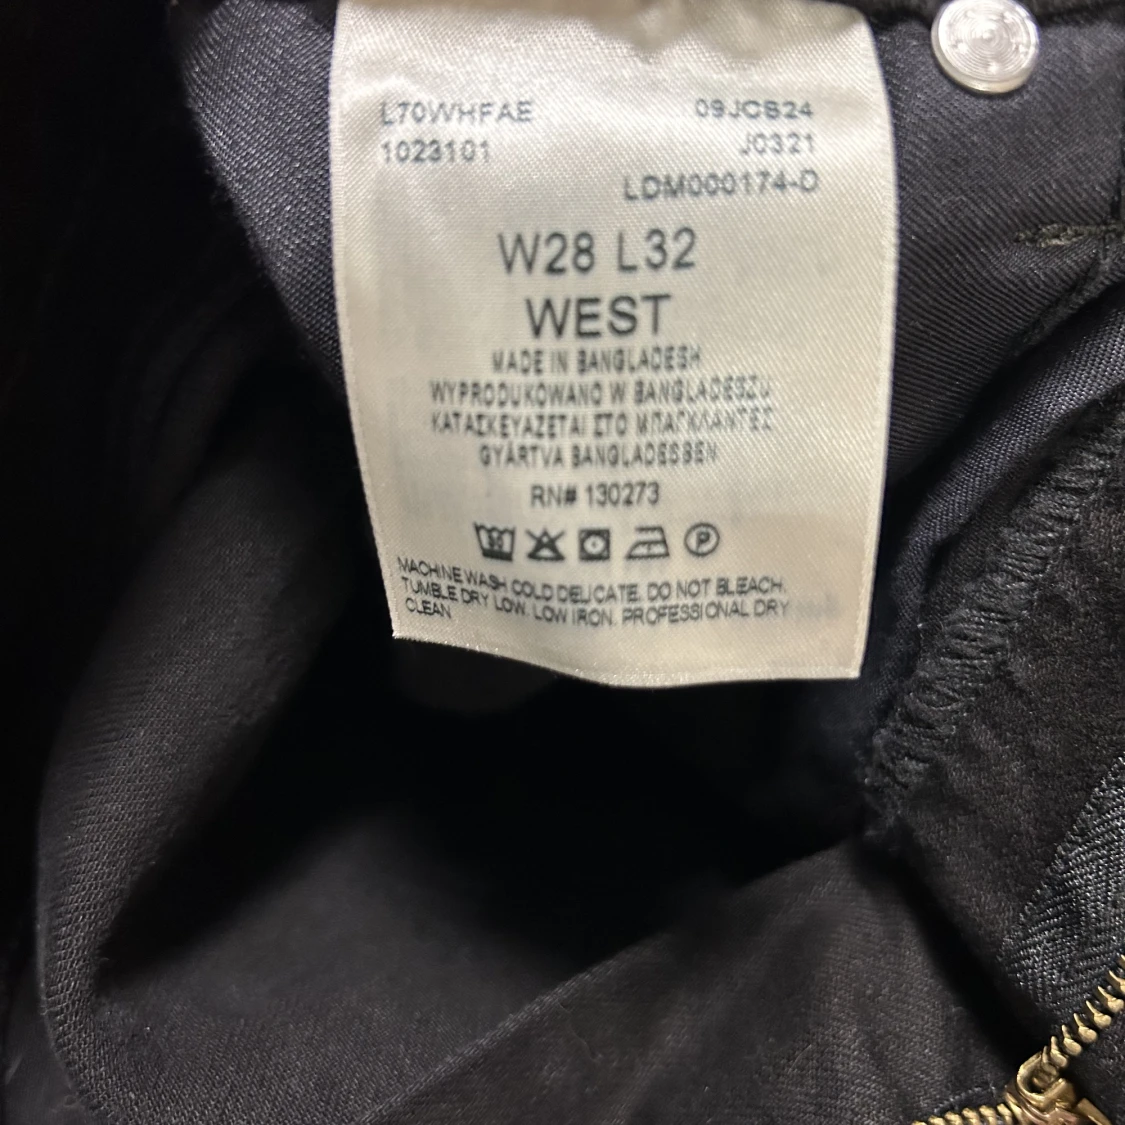 L70WHFAE 09JCS24
1023101 J0321
LDM000174-D
W28 L32
WEST
MADE IN BANGLADESH
WYPRODUKOWANO W BANGLADESZU
ΚΑΤΑΣΚΕΥΑΖΕΤΑΙ ΣΤΟ ΜΠΑΓΚΛΑΝΤΕΣ
GYÁRTVA BANGLADESBEN
RN# 130273
P
MACHINE WASH COLD DELICATE. DO NOT BLEACH.
TUMBLE DRY LOW. LOW IRON. PROFESSIONAL DRY
CLEAN